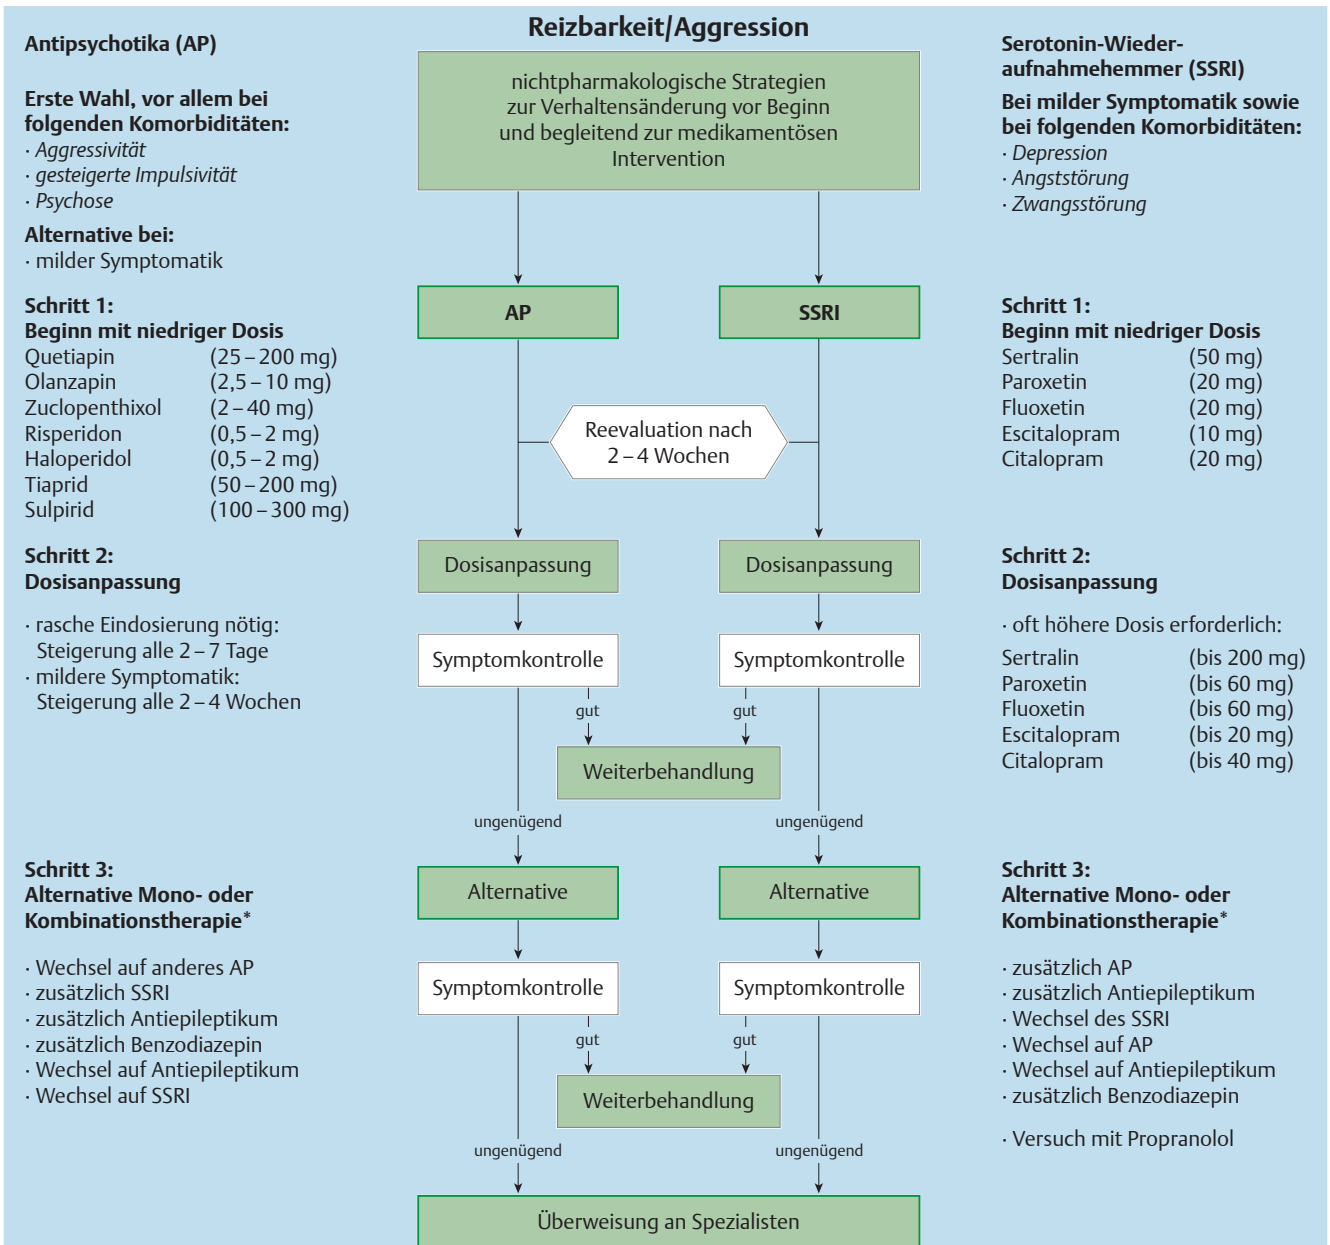 Reizbarkeit/Aggression
Antipsychotika (AP)
Erste Wahl, vor allem bei
folgenden Komorbiditäten:
· Aggressivität
· gesteigerte Impulsivität
· Psychose
Alternative bei:
· milder Symptomatik
Schritt 1:
Beginn mit niedriger Dosis
Quetiapin (25 – 200 mg)
Olanzapin (2,5 – 10 mg)
Zuclopenthixol (2 – 40 mg)
Risperidon (0,5 – 2 mg)
Haloperidol (0,5 – 2 mg)
Tiaprid (50 – 200 mg)
Sulpirid (100 – 300 mg)
Schritt 2:
Dosisanpassung
· rasche Eindosierung nötig:
Steigerung alle 2 – 7 Tage
· mildere Symptomatik:
Steigerung alle 2 – 4 Wochen
Schritt 3:
Alternative Mono- oder
Kombinationstherapie*
· Wechsel auf anderes AP
· zusätzlich SSRI
· zusätzlich Antiepileptikum
· zusätzlich Benzodiazepin
· Wechsel auf Antiepileptikum
· Wechsel auf SSRI
nichtpharmakologische Strategien
zur Verhaltensänderung vor Beginn
und begleitend zur medikamentösen
Intervention
AP
SSRI
Reevaluation nach
2 – 4 Wochen
Dosisanpassung
Dosisanpassung
Symptomkontrolle
Symptomkontrolle
gut
gut
Weiterbehandlung
ungenügend
ungenügend
Alternative
Alternative
Symptomkontrolle
Symptomkontrolle
gut
gut
Weiterbehandlung
ungenügend
ungenügend
Überweisung an Spezialisten
Serotonin-Wieder-
aufnahmehemmer (SSRI)
Bei milder Symptomatik sowie
bei folgenden Komorbiditäten:
· Depression
· Angststörung
· Zwangsstörung
Schritt 1:
Beginn mit niedriger Dosis
Sertralin (50 mg)
Paroxetin (20 mg)
Fluoxetin (20 mg)
Escitalopram (10 mg)
Citalopram (20 mg)
Schritt 2:
Dosisanpassung
· oft höhere Dosis erforderlich:
Sertralin (bis 200 mg)
Paroxetin (bis 60 mg)
Fluoxetin (bis 60 mg)
Escitalopram (bis 20 mg)
Citalopram (bis 40 mg)
Schritt 3:
Alternative Mono- oder
Kombinationstherapie*
· zusätzlich AP
· zusätzlich Antiepileptikum
· Wechsel des SSRI
· Wechsel auf AP
· Wechsel auf Antiepileptikum
· zusätzlich Benzodiazepin
· Versuch mit Propranolol